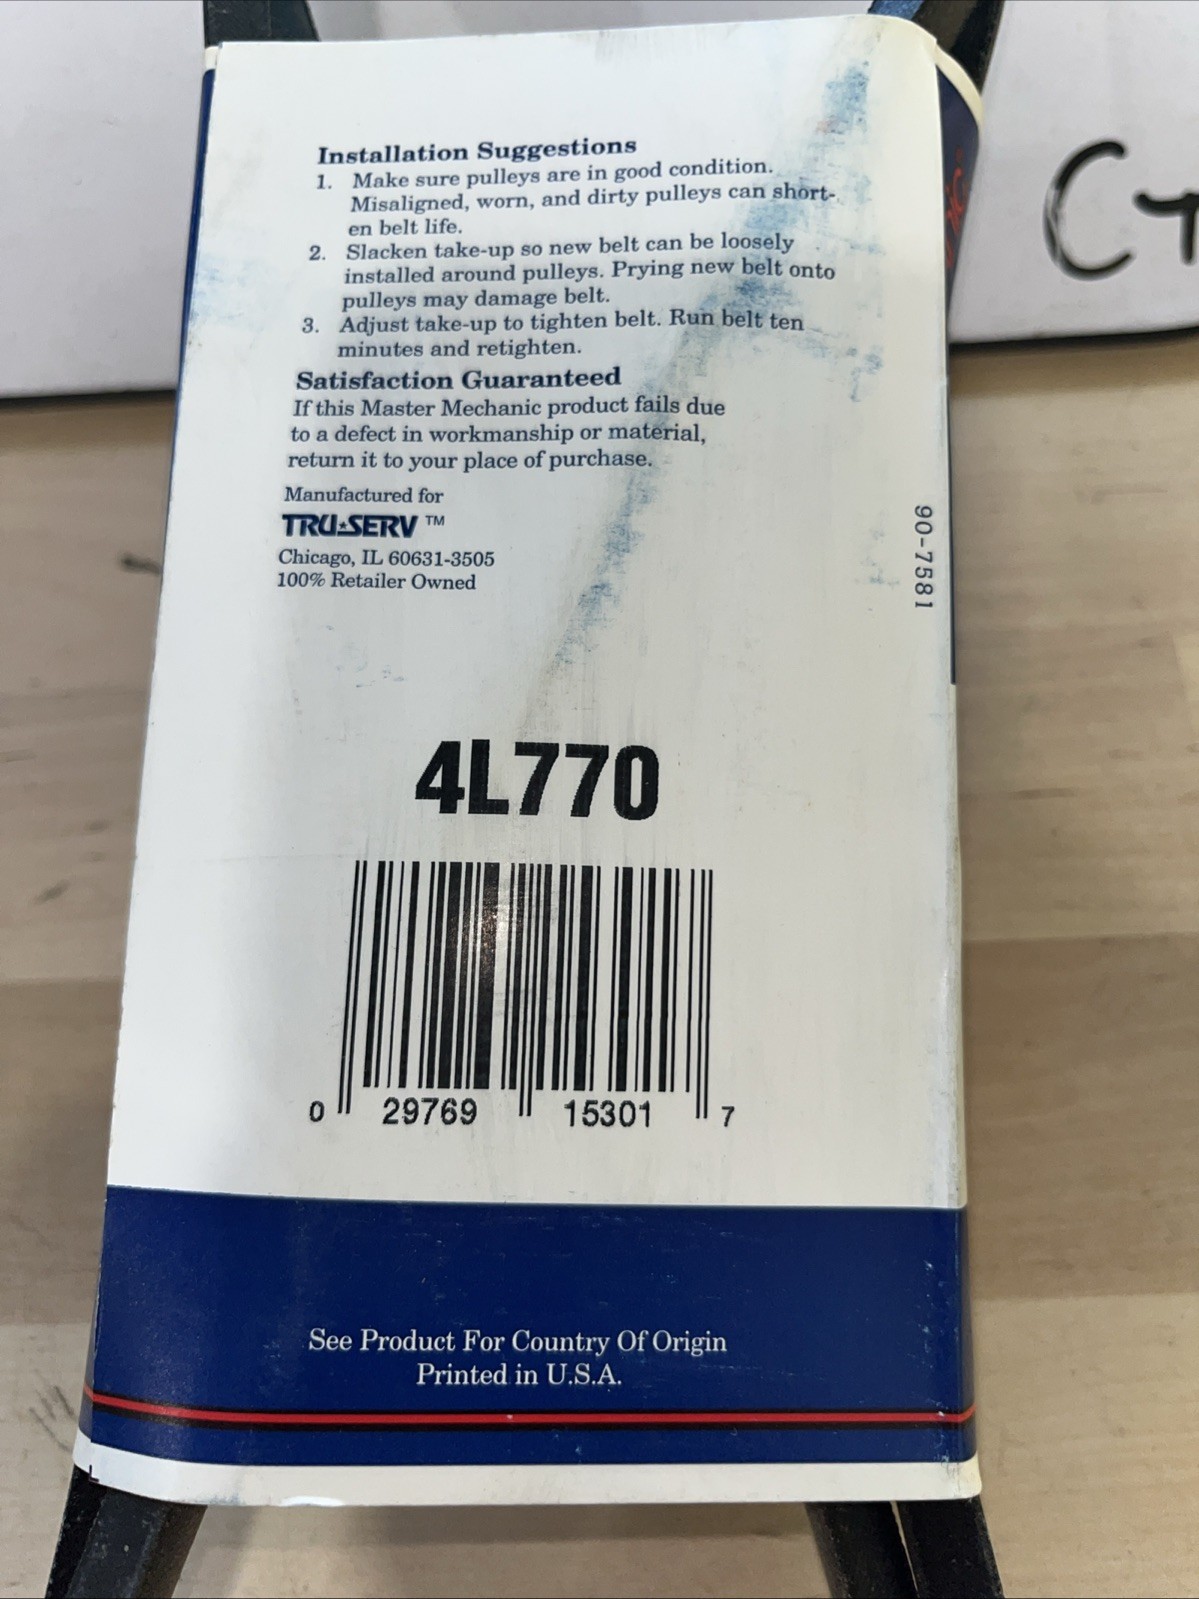 Installation Suggestions
1. Make sure pulleys are in good condition.
Misaligned, worn, and dirty pulleys can short-
en belt life.
2. Slacken take-up so new belt can be loosely
installed around pulleys. Prying new belt onto
pulleys may damage belt.
3. Adjust take-up to tighten belt. Run belt ten
minutes and retighten.
Satisfaction Guaranteed
If this Master Mechanic product fails due
to a defect in workmanship or material,
return it to your place of purchase.
Manufactured for
TRU★SERV ™
Chicago, IL 60631-3505
100% Retailer Owned
90-7581
4L770
0 29769 15301 7
See Product For Country Of Origin
Printed in U.S.A.